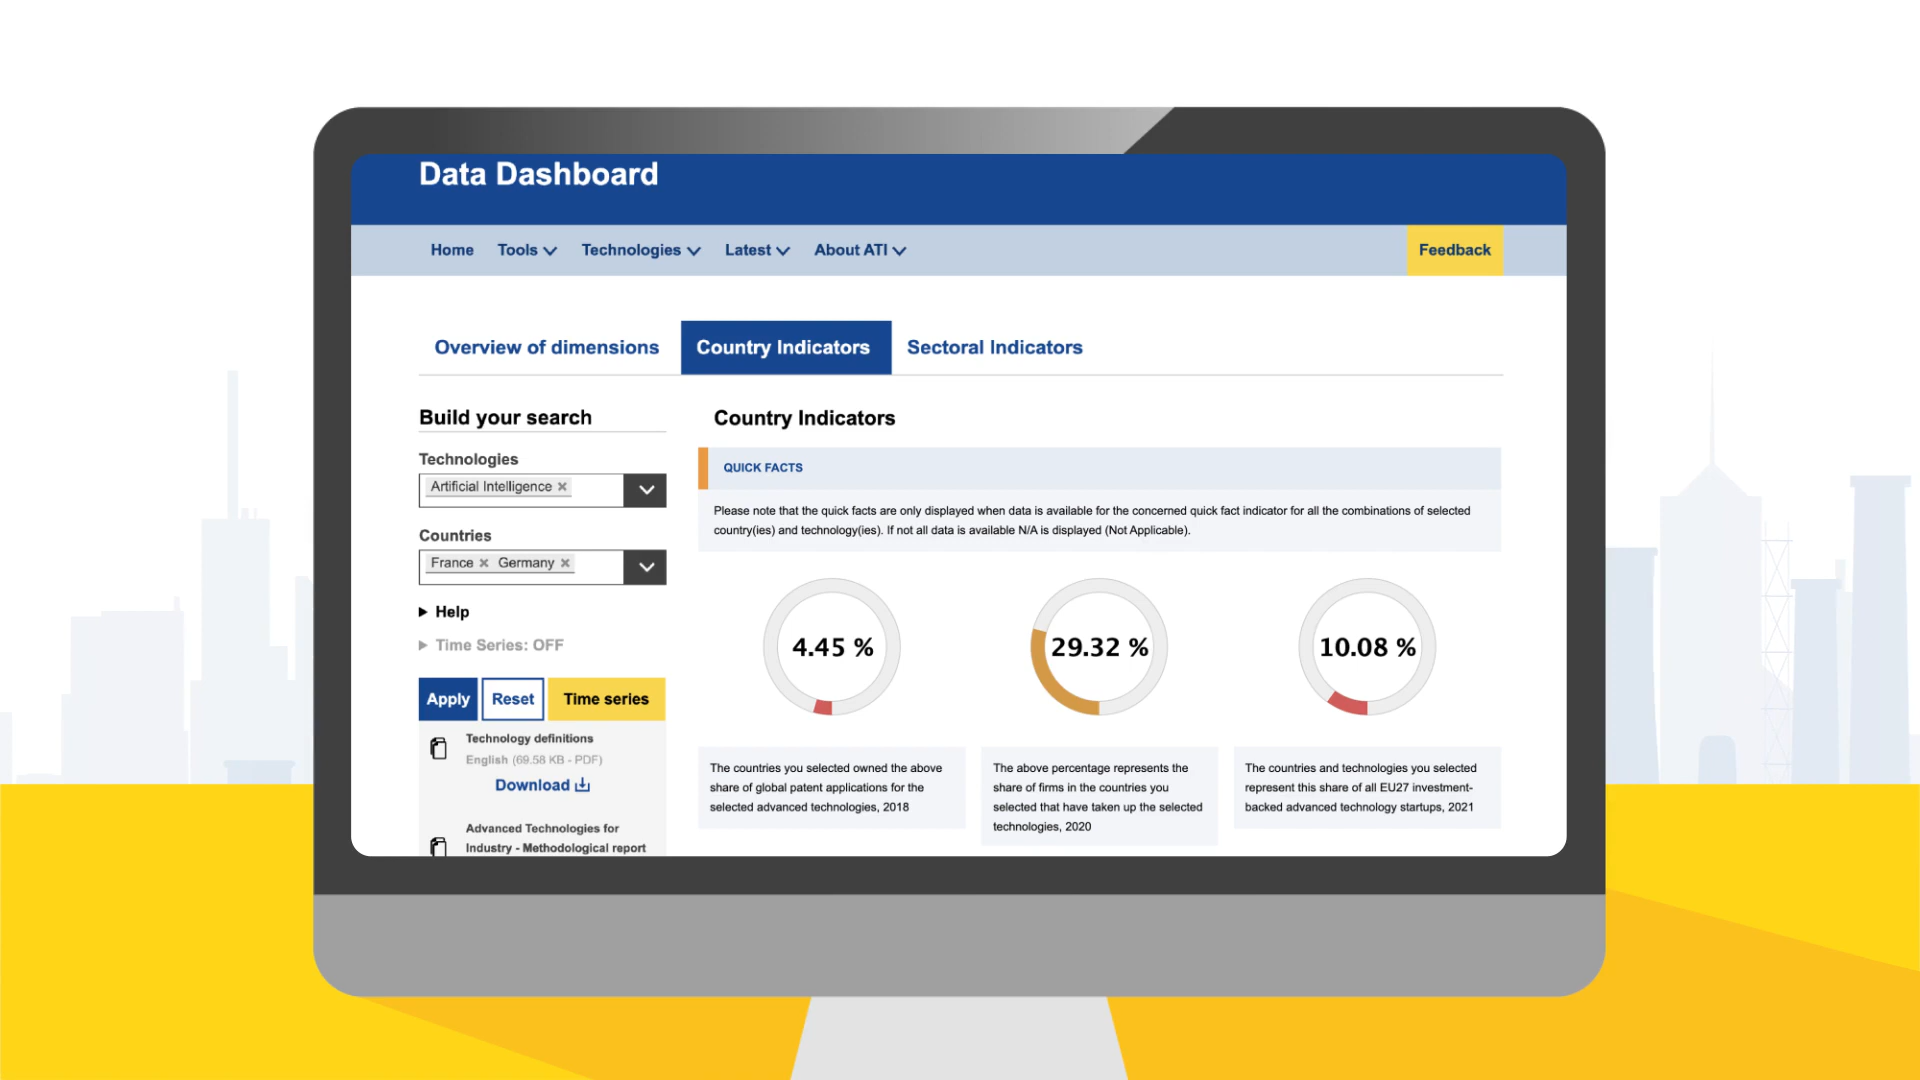 Data Dashboard
Home Tools Technologies Latest About ATI Feedback
Overview of dimensions Country Indicators Sectoral Indicators
Build your search
Technologies
Artificial Intelligence ×
Countries
France × Germany ×
Help
Time Series: OFF
Apply Reset Time series
Technology definitions
English (69.58 KB - PDF)
Download
Advanced Technologies for
Industry - Methodological report
Country Indicators
QUICK FACTS
Please note that the quick facts are only displayed when data is available for the concerned quick fact indicator for all the combinations of selected
country(ies) and technology(ies). If not all data is available N/A is displayed (Not Applicable).
4.45 %
29.32 %
10.08 %
The countries you selected owned the above
share of global patent applications for the
selected advanced technologies, 2018
The above percentage represents the
share of firms in the countries you
selected that have taken up the selected
technologies, 2020
The countries and technologies you selected
represent this share of all EU27 investment-
backed advanced technology startups, 2021